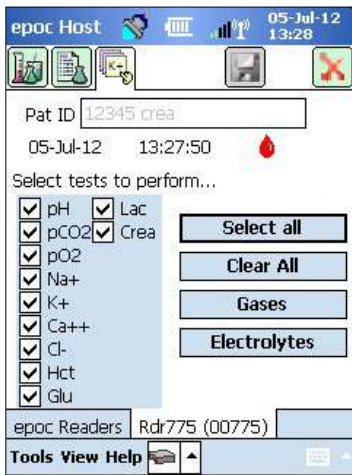 epoc Host 05-Jul-12
13:28
Pat ID 12345 crea
05-Jul-12 13:27:50
Select tests to perform...
pH Lac
pCO2 Crea
pO2
Na+
K+
Ca++
Cl-
Hct
Glu
Select all
Clear All
Gases
Electrolytes
epoc Readers Rdr775 (00775)
Tools View Help